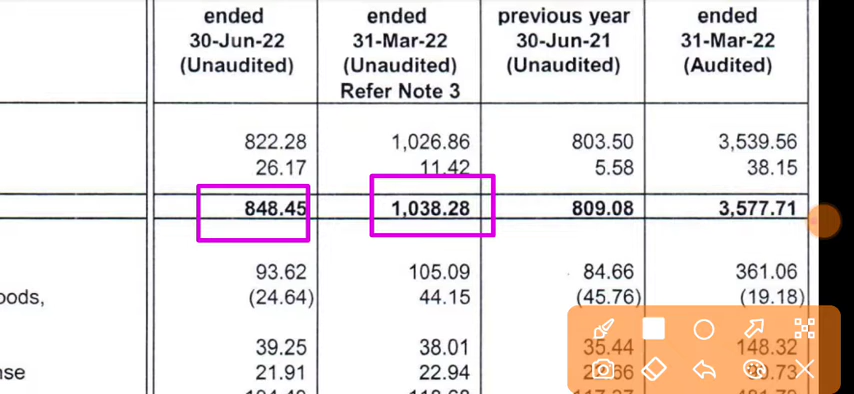 ended ended previous year ended
30-Jun-22 31-Mar-22 30-Jun-21 31-Mar-22
(Unaudited) (Unaudited) (Unaudited) (Audited)
Refer Note 3
822.28 1,026.86 803.50 3,539.56
26.17 11.42 5.58 38.15
848.45 1,038.28 809.08 3,577.71
93.62 105.09 84.66 361.06
oods, (24.64) 44.15 (45.76) (19.18)
39.25 38.01 35.44 148.32
nse 21.91 22.94